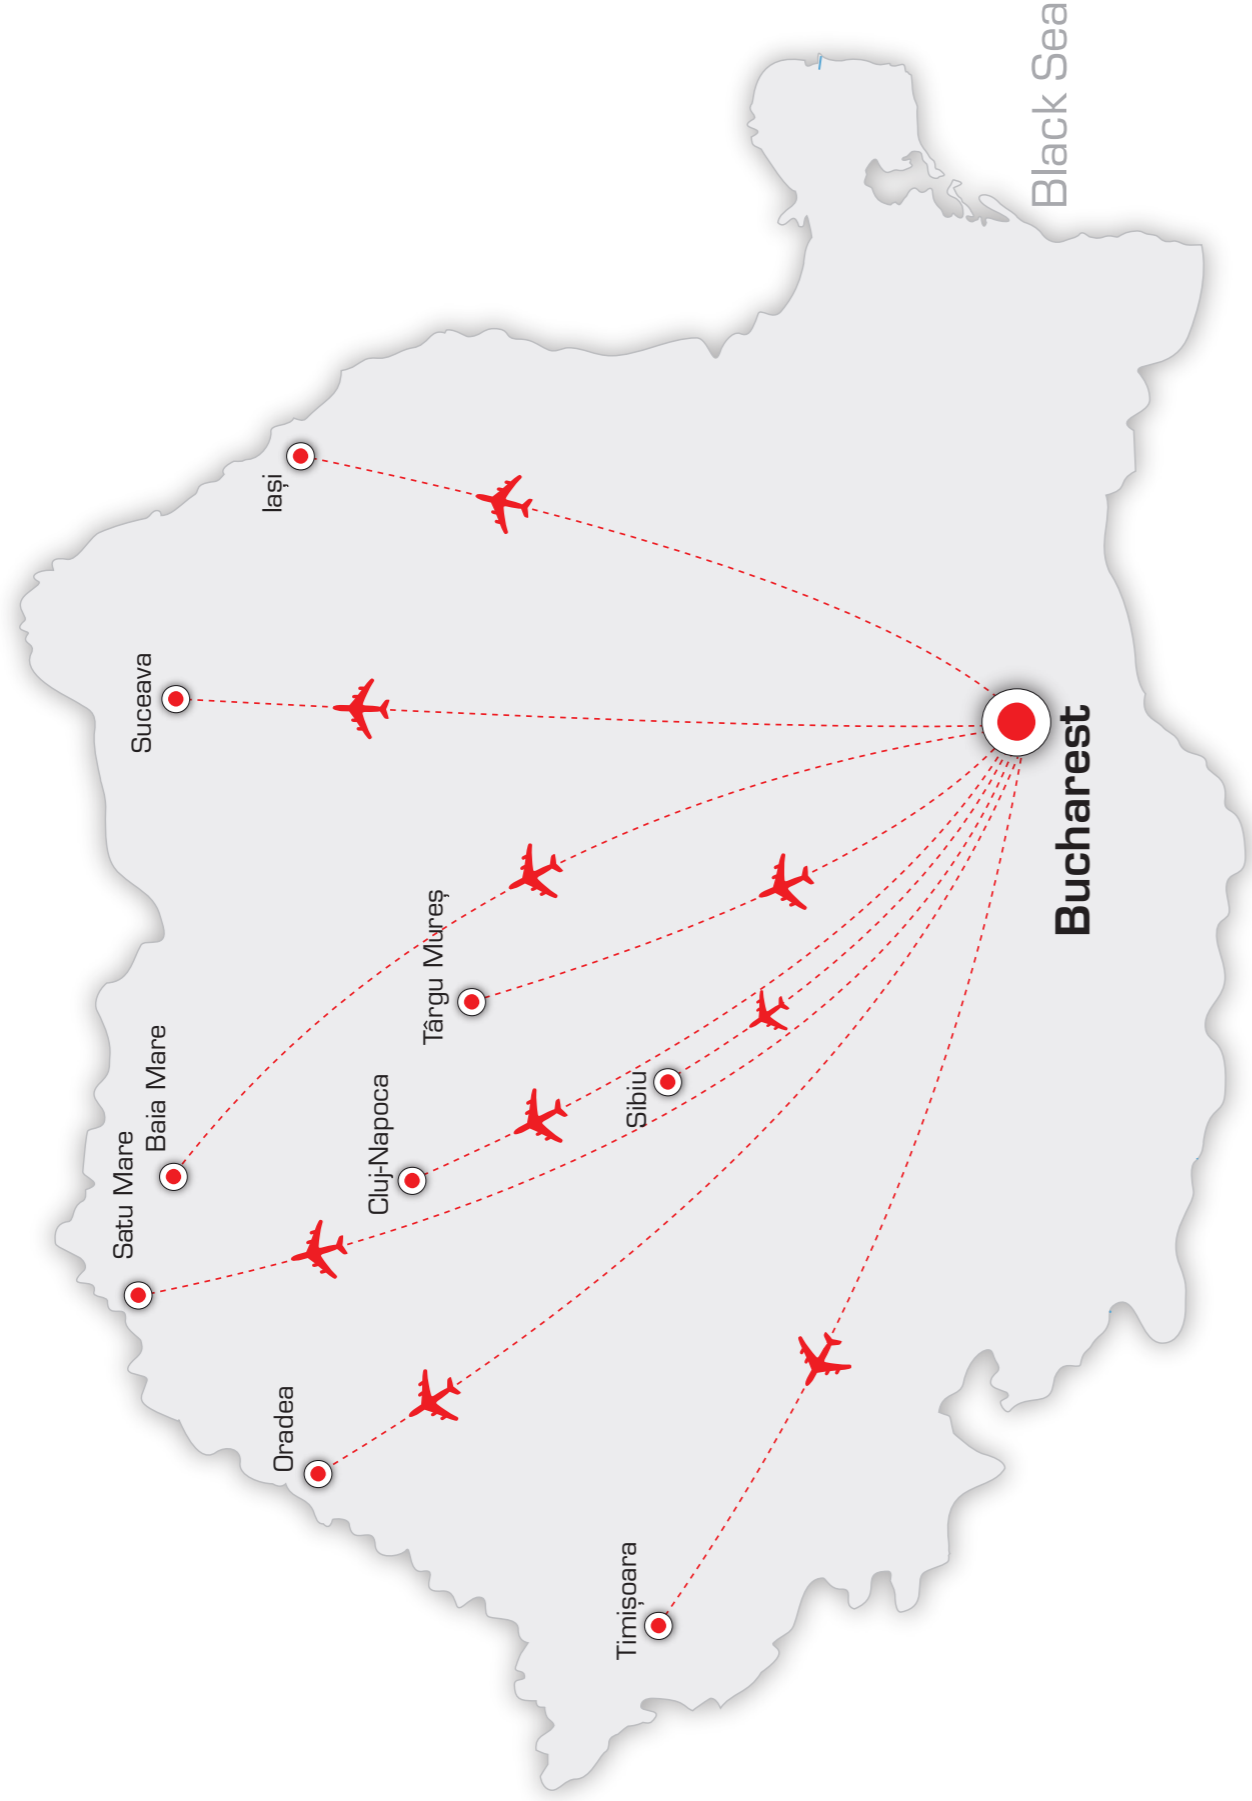 Satu Mare
Baia Mare
Suceava
Iași
Oradea
Cluj-Napoca
Târgu Mureș
Timișoara
Sibiu
Bucharest
Black Sea